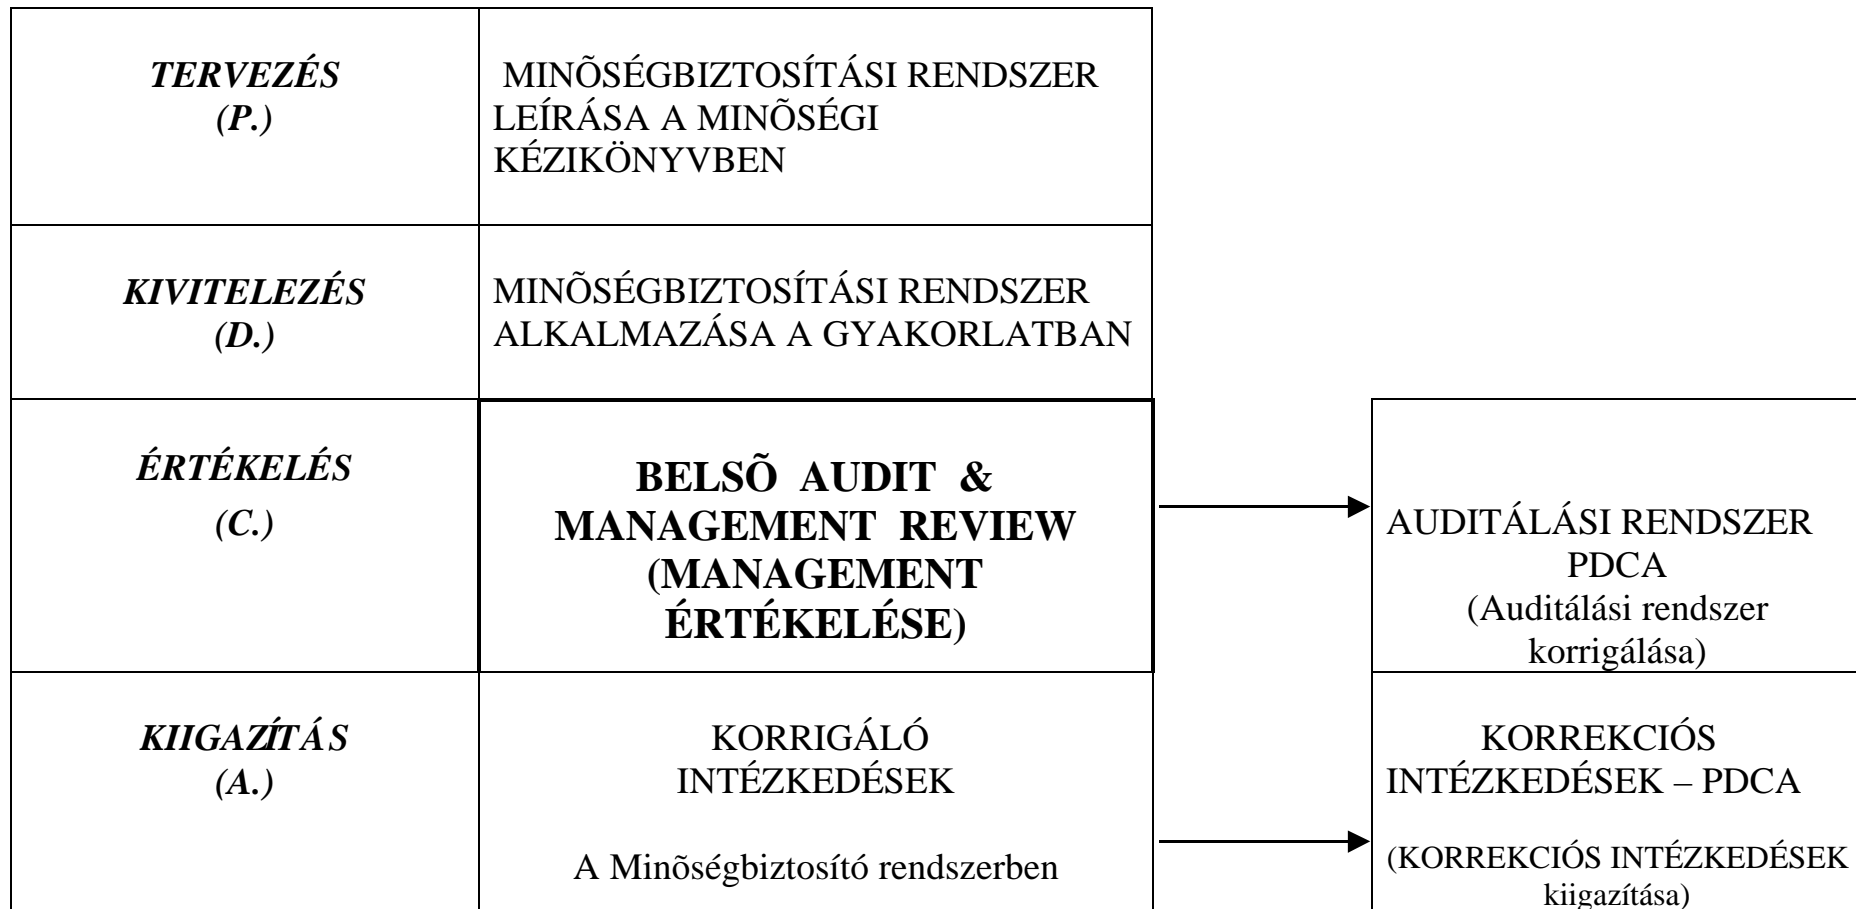 TERVEZÉS
(P.)
MINÕSÉGBIZTOSÍTÁSI RENDSZER
LEÍRÁSA A MINÕSÉGI
KÉZIKÖNYVBEN
KIVITELEZÉS
(D.)
MINÕSÉGBIZTOSÍTÁSI RENDSZER
ALKALMAZÁSA A GYAKORLATBAN
ÉRTÉKELÉS
(C.)
BELSÕ AUDIT &
MANAGEMENT REVIEW
(MANAGEMENT
ÉRTÉKELÉSE)
AUDITÁLÁSI RENDSZER
PDCA
(Auditálási rendszer
korrigálása)
KIIGAZÍTÁS
(A.)
KORRIGÁLÓ
INTÉZKEDÉSEK
A Minõségbiztosító rendszerben
KORREKCIÓS
INTÉZKEDÉSEK – PDCA
(KORREKCIÓS INTÉZKEDÉSEK
kiigazítása)